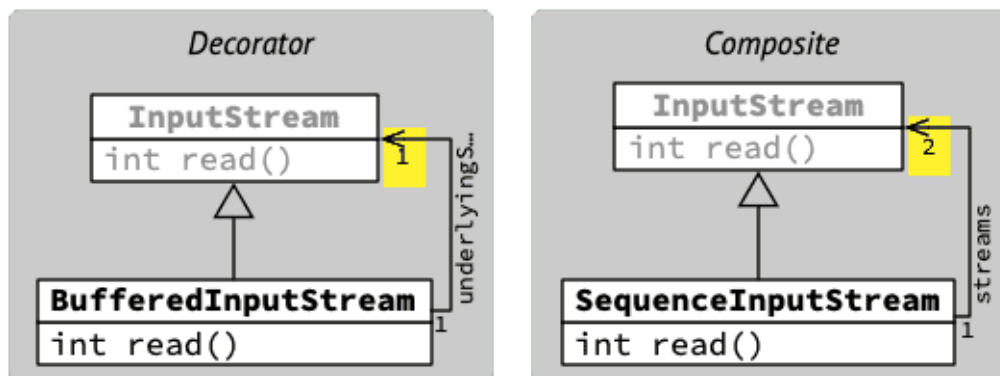 Decorator
InputStream
int read()
1
underlyingS...
BufferedInputStream
1
int read()
Composite
InputStream
int read()
2
streams
SequenceInputStream
1
int read()